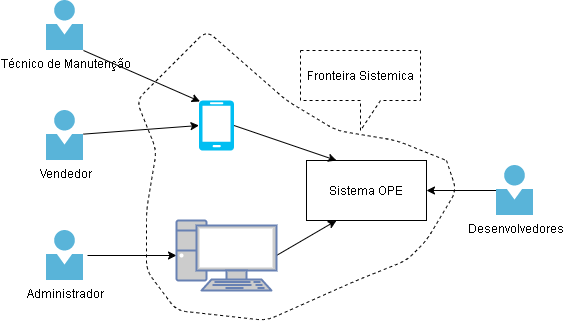 Técnico de Manutenção
Fronteira Sistemica
Vendedor
Sistema OPE
Desenvolvedores
Administrador